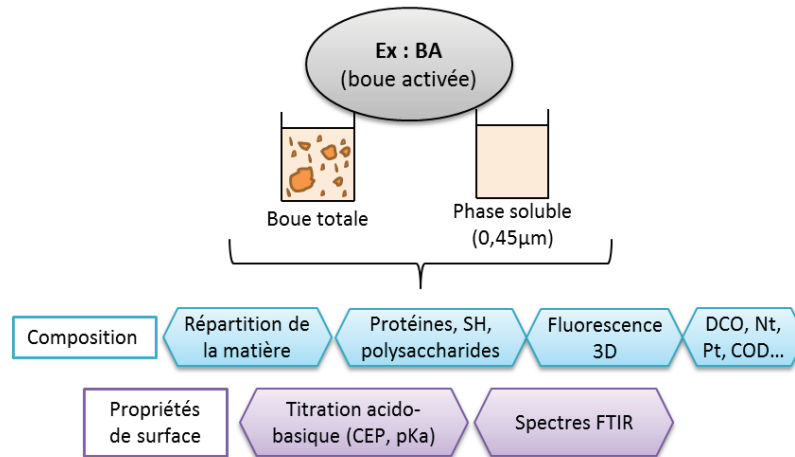 Ex : BA
(boue activée)
Boue totale
Phase soluble
(0,45µm)
Composition
Répartition de
la matière
Protéines, SH,
polysaccharides
Fluorescence
3D
DCO, Nt,
Pt, COD...
Propriétés
de surface
Titration acido-
basique (CEP, pKa)
Spectres FTIR